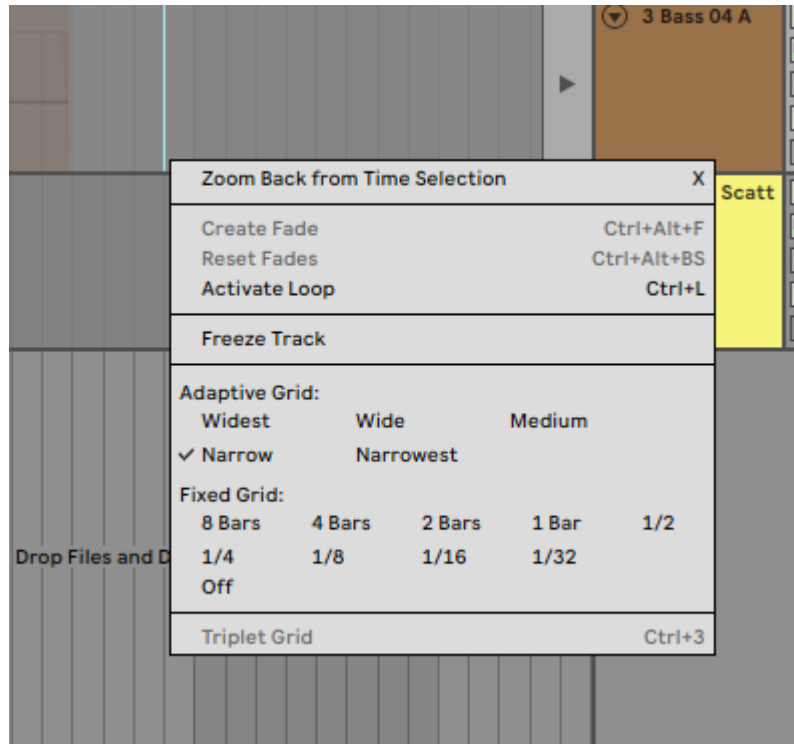 3 Bass 04 A
Zoom Back from Time Selection X
Scatt
Create Fade Ctrl+Alt+F
Reset Fades Ctrl+Alt+BS
Activate Loop Ctrl+L
Freeze Track
Adaptive Grid:
Widest Wide Medium
Narrow Narrowest
Fixed Grid:
8 Bars 4 Bars 2 Bars 1 Bar 1/2
Drop Files and D 1/4 1/8 1/16 1/32
Off
Triplet Grid Ctrl+3